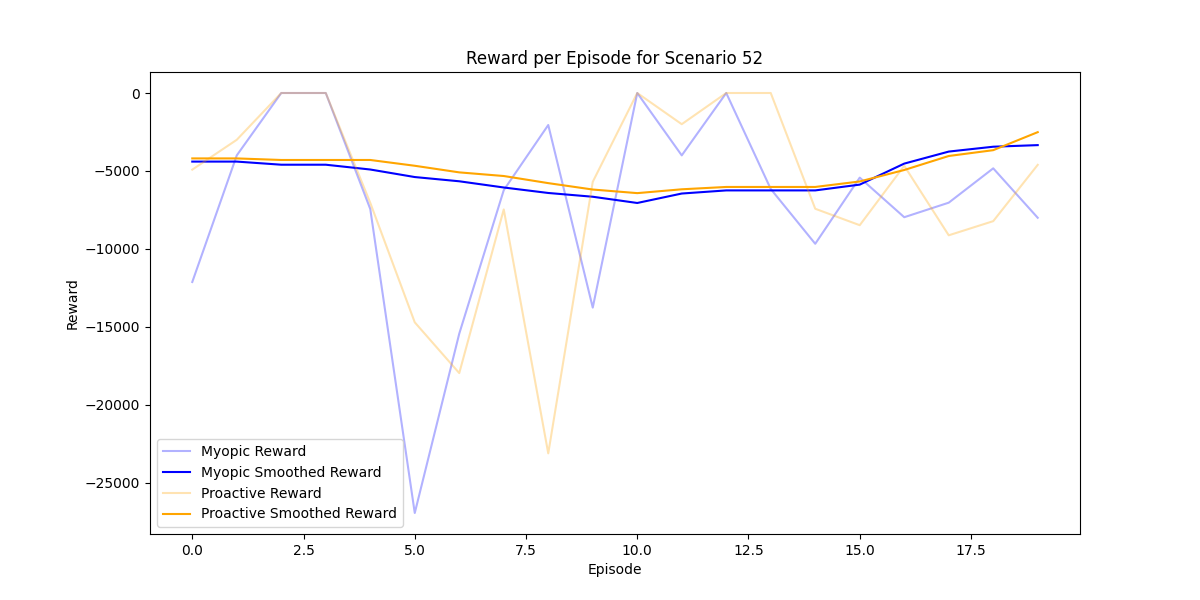 Reward per Episode for Scenario 52
Reward
0
−5000
−10000
−15000
−20000
−25000
Myopic Reward
Myopic Smoothed Reward
Proactive Reward
Proactive Smoothed Reward
0.0 2.5 5.0 7.5 10.0 12.5 15.0 17.5
Episode